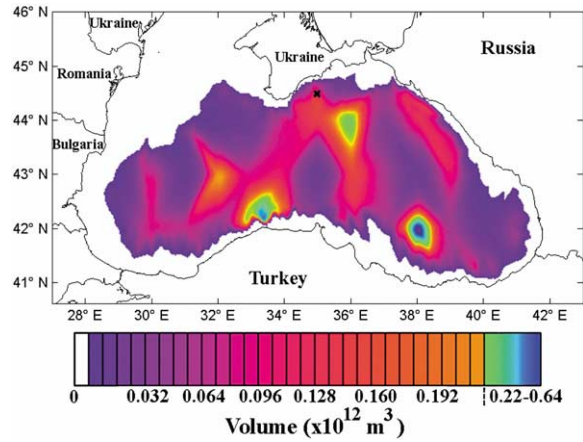 46° N
45° N
44° N
43° N
42° N
41° N
Ukraine
Ukraine
Russia
Romania
Bulgaria
Turkey
28° E 30° E 32° E 34° E 36° E 38° E 40° E 42° E
0 0.032 0.064 0.096 0.128 0.160 0.192 0.22-0.64
Volume (x10¹² m³)